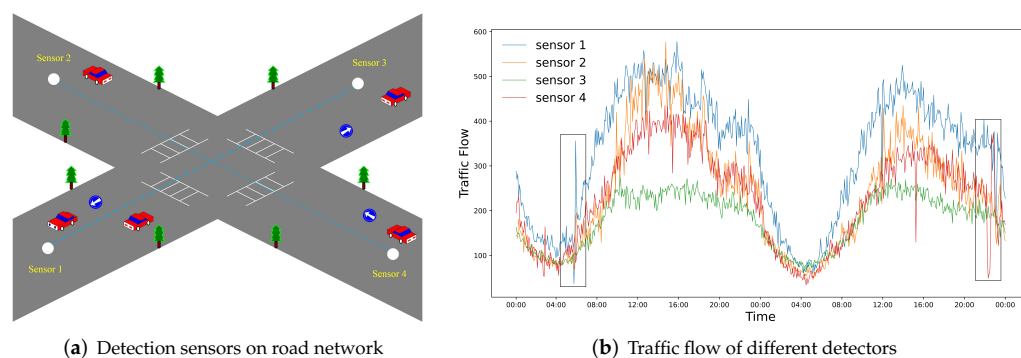 Sensor 2
Sensor 3
Sensor 1
Sensor 4
(a) Detection sensors on road network
600
500
400
300
200
100
Traffic Flow
sensor 1
sensor 2
sensor 3
sensor 4
00:00 04:00 08:00 12:00 16:00 20:00 00:00 04:00 08:00 12:00 16:00 20:00 00:00
Time
(b) Traffic flow of different detectors